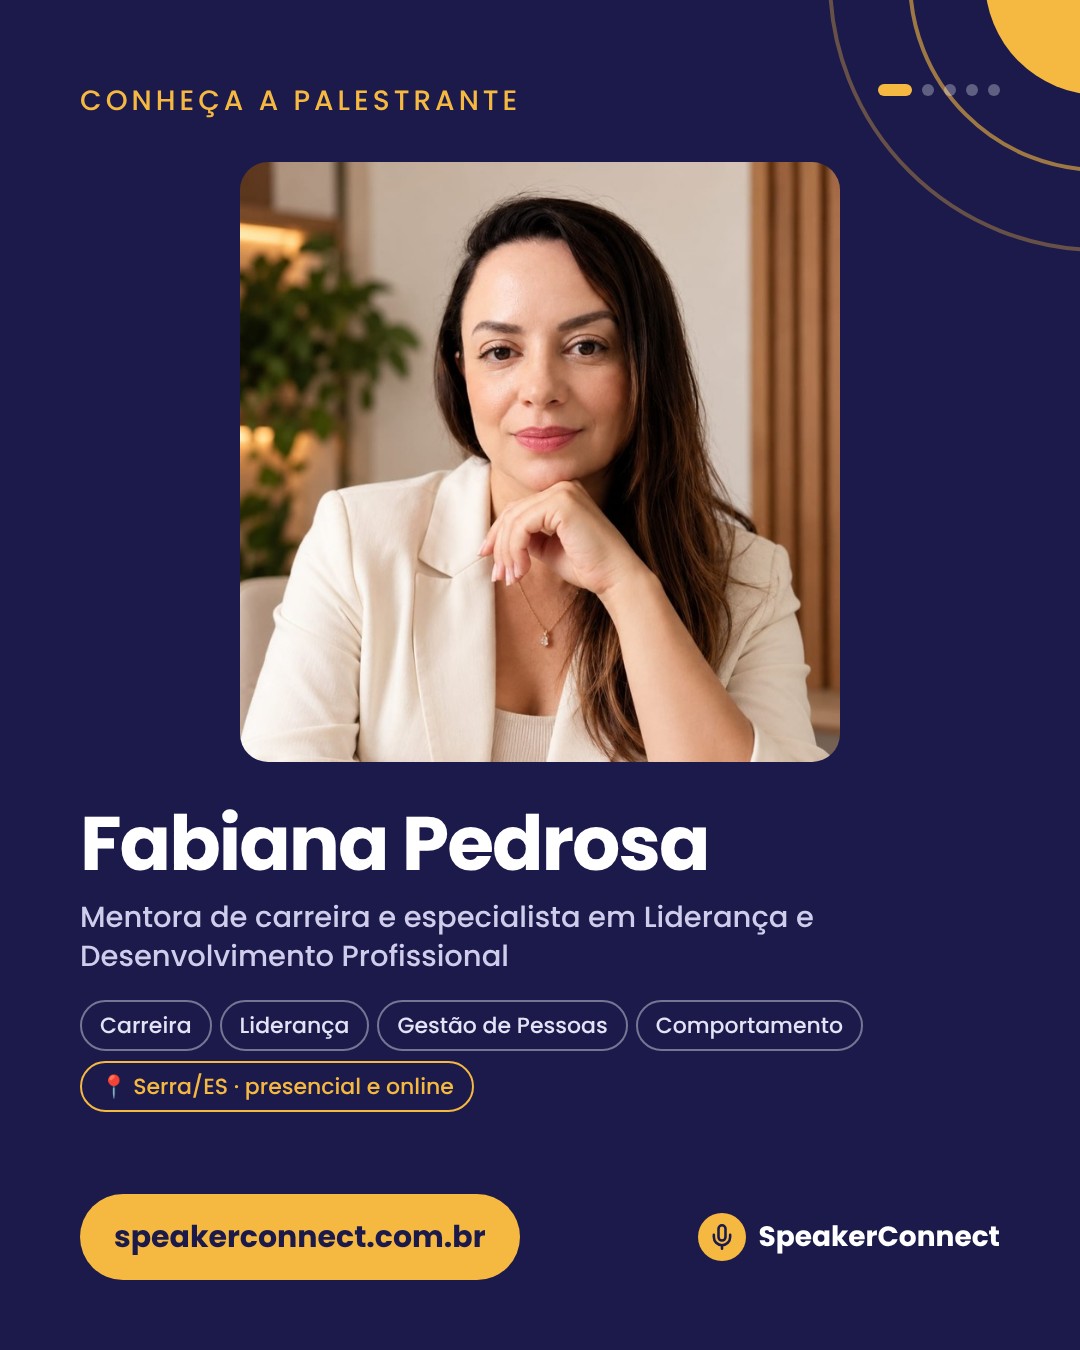 CONHEÇA A PALESTRANTE
Fabiana Pedrosa
Mentora de carreira e especialista em Liderança e
Desenvolvimento Profissional
Carreira Liderança Gestão de Pessoas Comportamento
📍 Serra/ES · presencial e online
speakerconnect.com.br SpeakerConnect